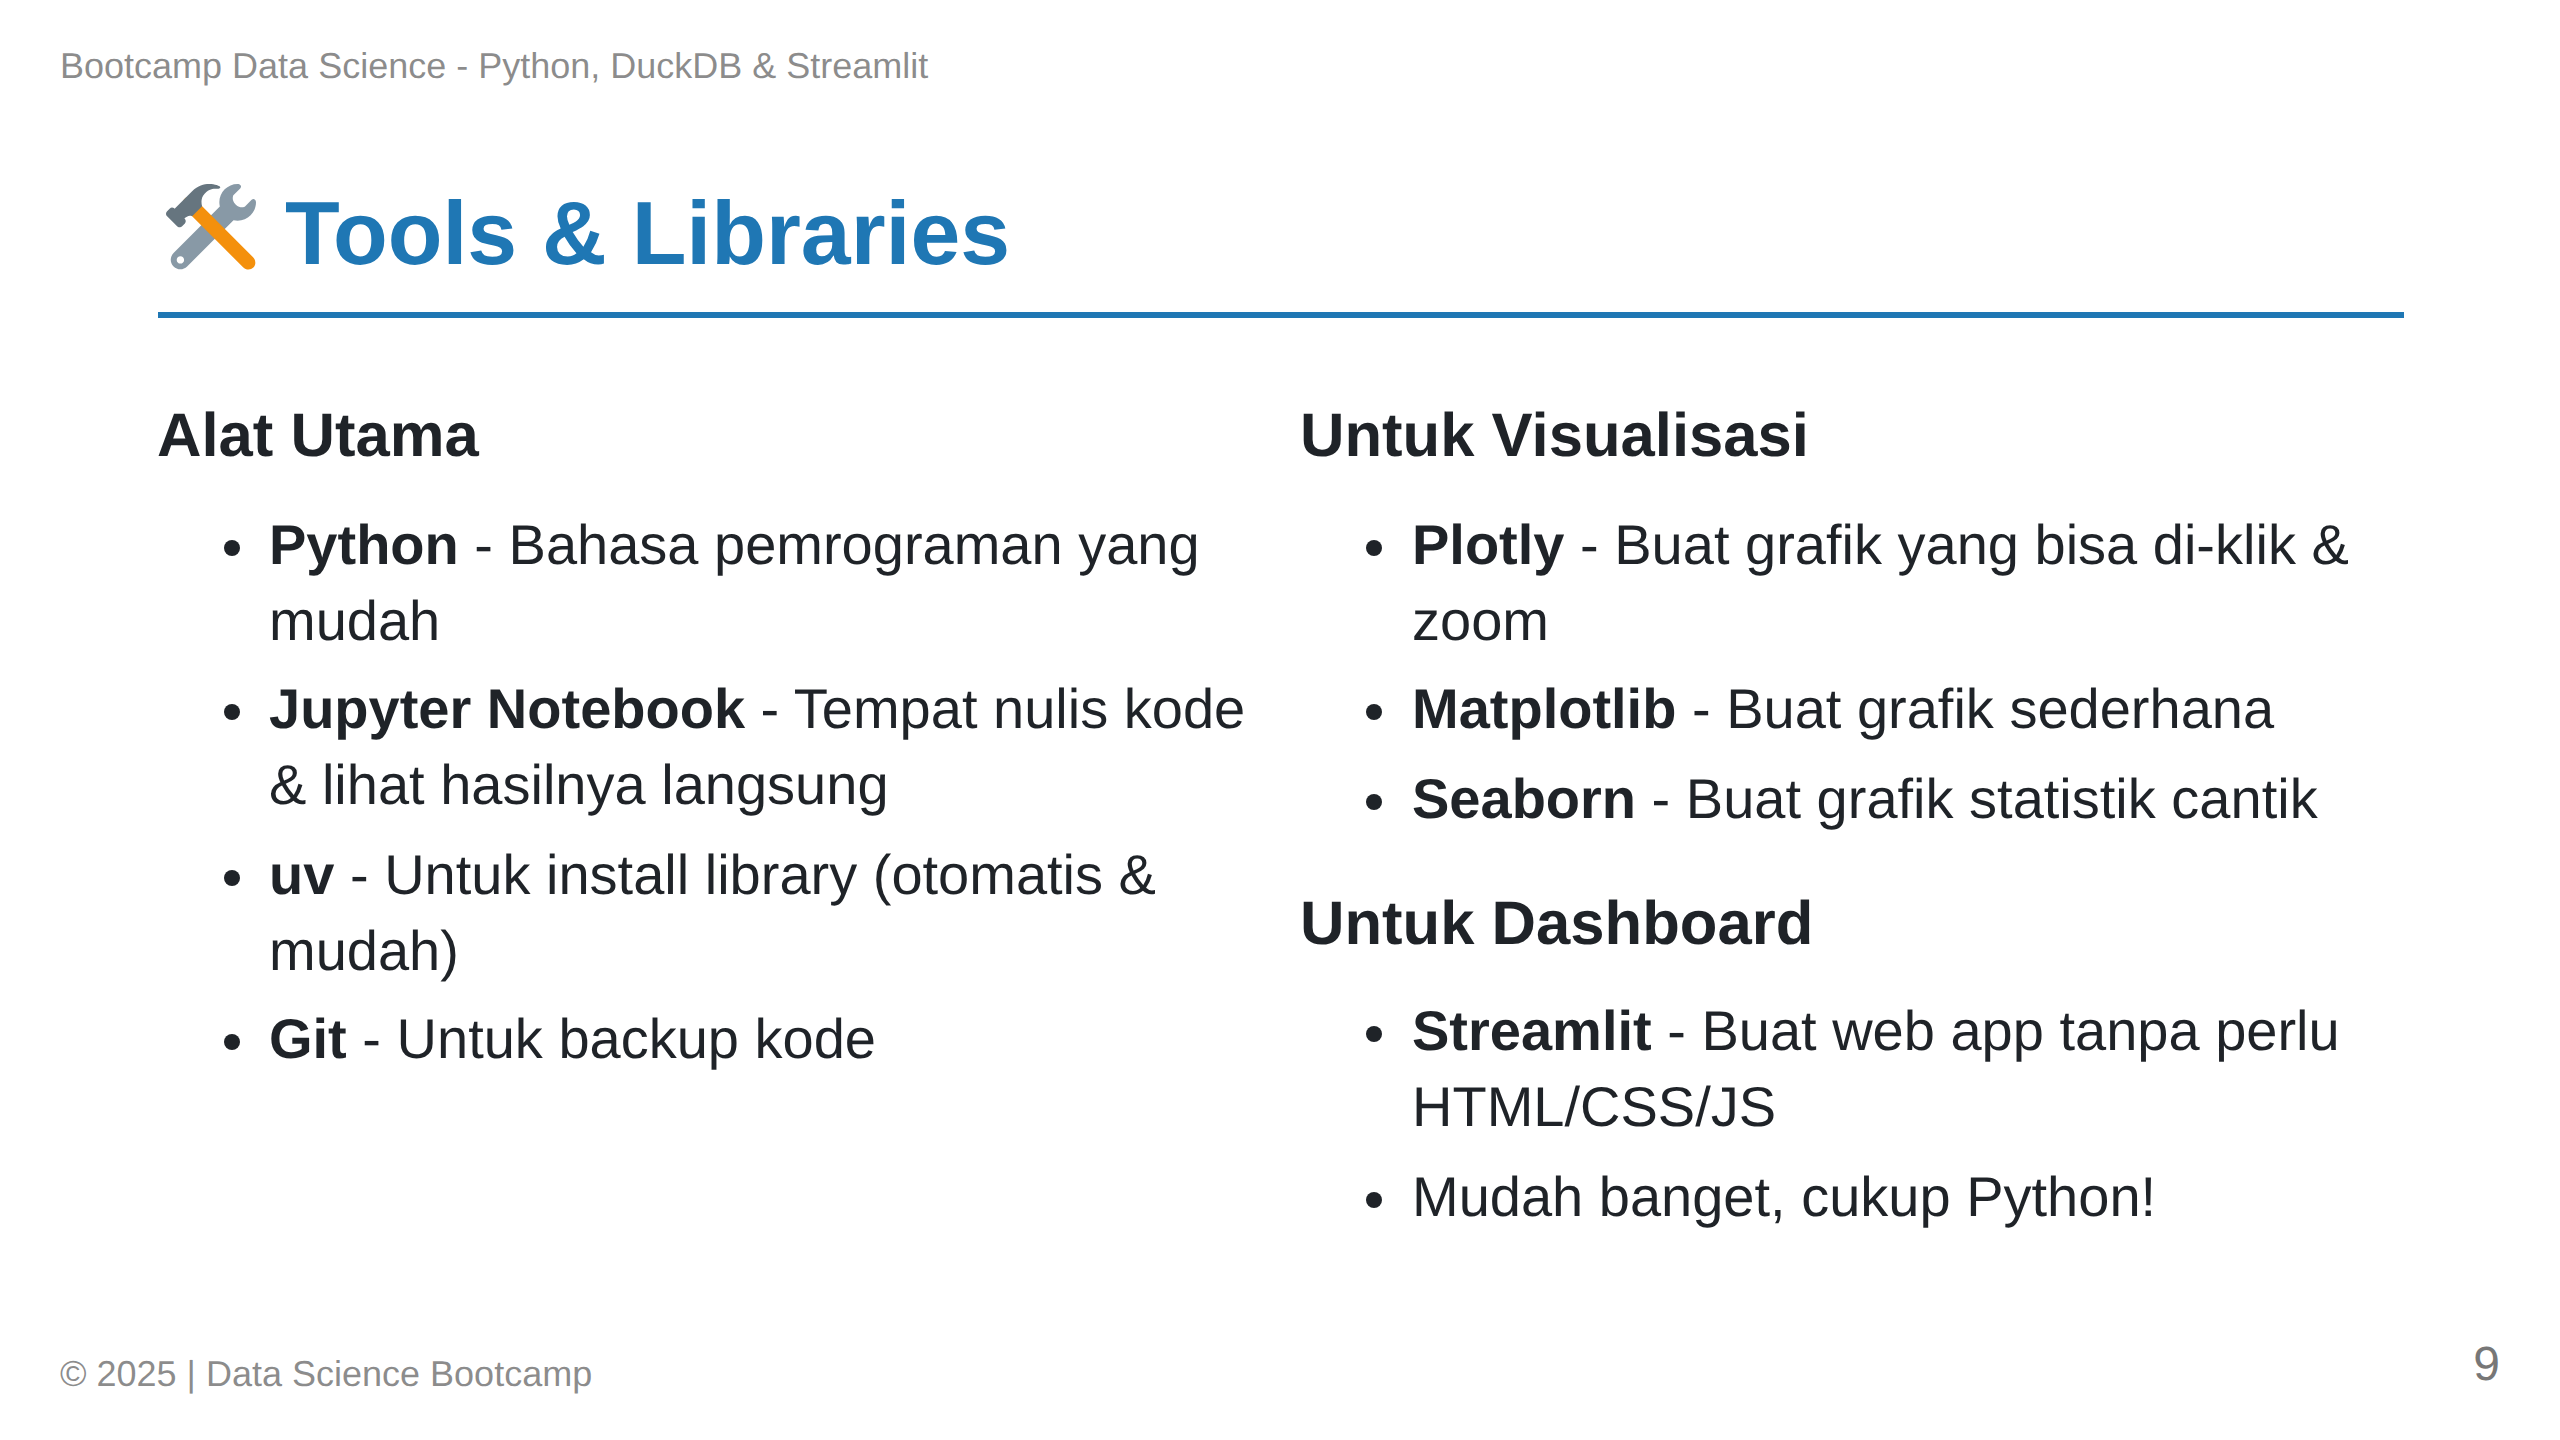 Bootcamp Data Science - Python, DuckDB & Streamlit
Tools & Libraries
Alat Utama
• Python - Bahasa pemrograman yang
mudah
• Jupyter Notebook - Tempat nulis kode
& lihat hasilnya langsung
• uv - Untuk install library (otomatis &
mudah)
• Git - Untuk backup kode
Untuk Visualisasi
• Plotly - Buat grafik yang bisa di-klik &
zoom
• Matplotlib - Buat grafik sederhana
• Seaborn - Buat grafik statistik cantik
Untuk Dashboard
• Streamlit - Buat web app tanpa perlu
HTML/CSS/JS
• Mudah banget, cukup Python!
© 2025 | Data Science Bootcamp
9